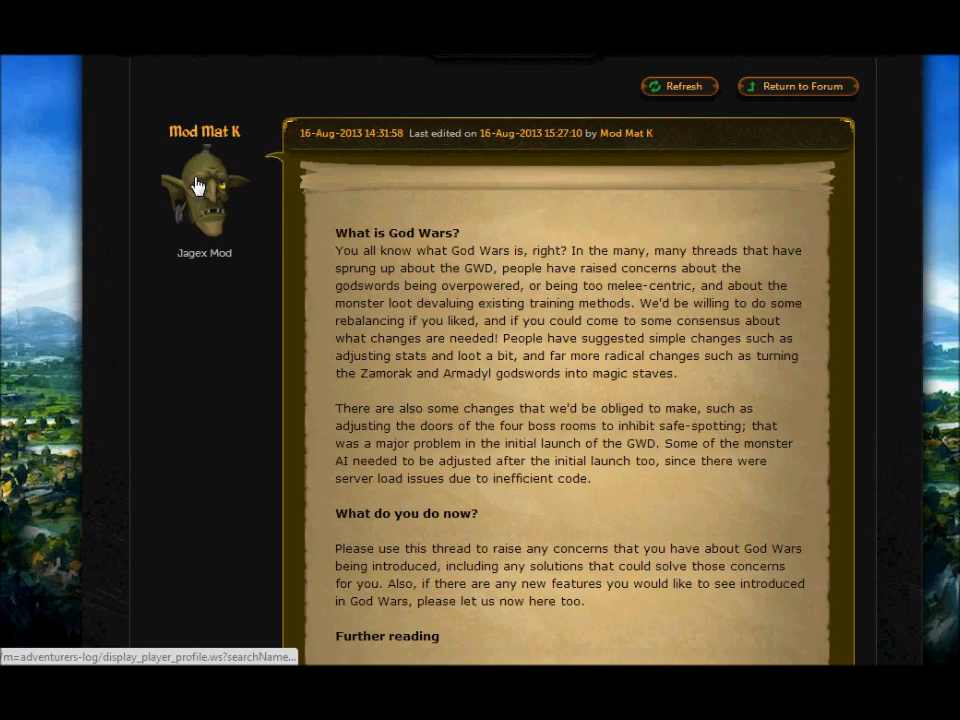 Refresh
Return to Forum
Mod Mat K
16-Aug-2013 14:31:58 Last edited on 16-Aug-2013 15:27:10 by Mod Mat K
Jagex Mod
What is God Wars?
You all know what God Wars is, right? In the many, many threads that have
sprung up about the GWD, people have raised concerns about the
godswords being overpowered, or being too melee-centric, and about the
monster loot devaluing existing training methods. We'd be willing to do some
rebalancing if you liked, and if you could come to some consensus about
what changes are needed! People have suggested simple changes such as
adjusting stats and loot a bit, and far more radical changes such as turning
the Zamorak and Armadyl godswords into magic staves.
There are also some changes that we'd be obliged to make, such as
adjusting the doors of the four boss rooms to inhibit safe-spotting; that
was a major problem in the initial launch of the GWD. Some of the monster
AI needed to be adjusted after the initial launch too, since there were
server load issues due to inefficient code.
What do you do now?
Please use this thread to raise any concerns that you have about God Wars
being introduced, including any solutions that could solve those concerns
for you. Also, if there are any new features you would like to see introduced
in God Wars, please let us now here too.
Further reading
/m=adventurers-log/display_player_profile.ws?searchName...